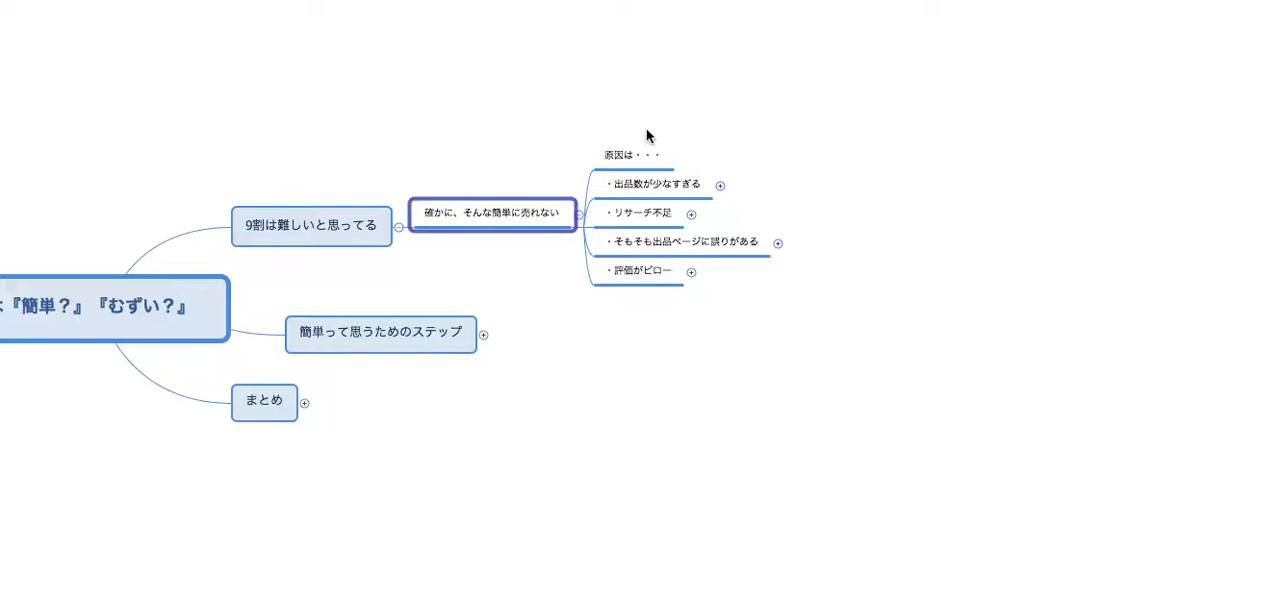 原因は・・・
・出品数が少なすぎる
9割は難しいと思ってる
確かに、そんな簡単に売れない
・リサーチ不足
・そもそも出品ページに誤りがある
・評価がピロー
は『簡単？』『むずい？』
簡単って思うためのステップ
まとめ